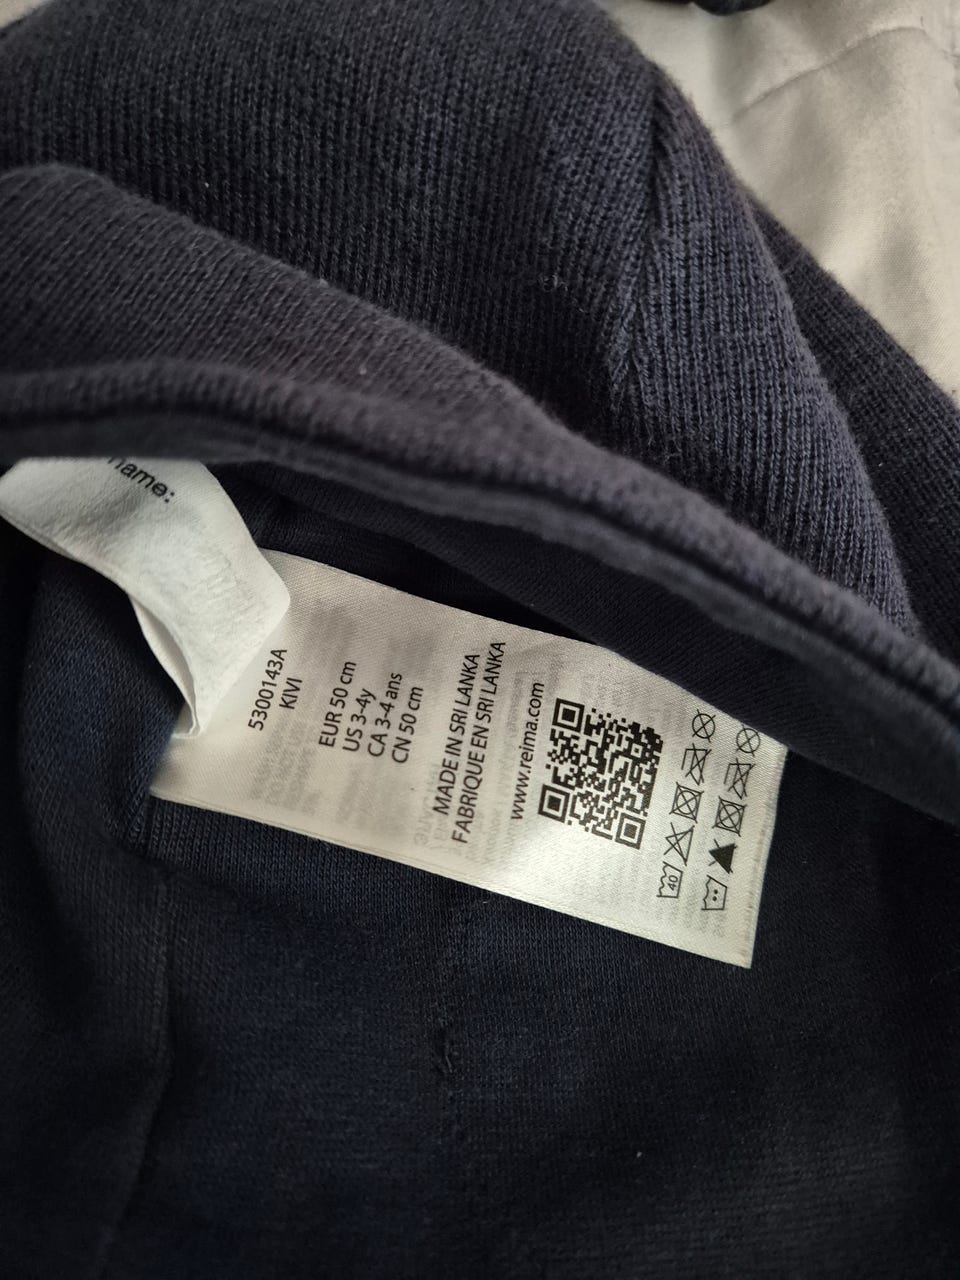 name:
5300143A
KIVI
EUR 50 cm
US 3-4y
CA 3-4 ans
CN 50 cm
MADE IN SRI LANKA
FABRIQUE EN SRI LANKA
www.reima.com
40